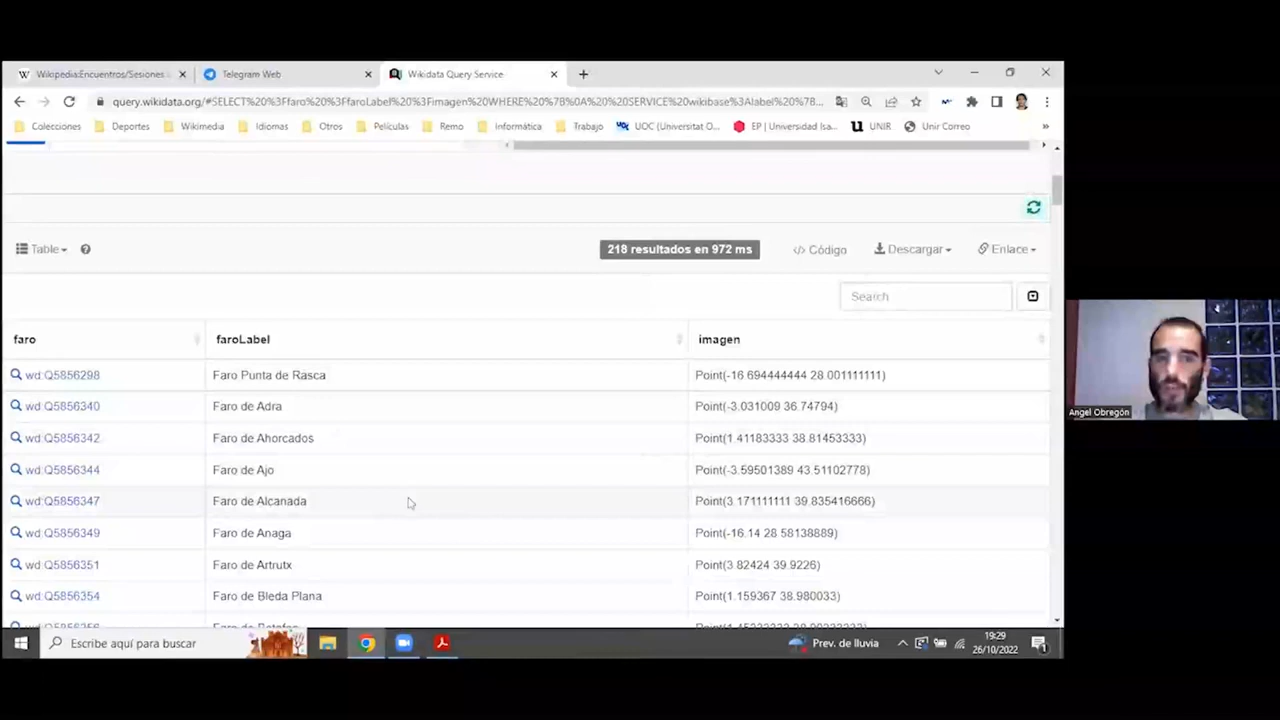 Wikipedia:Encuentros/Sesiones
Telegram Web
Wikidata Query Service
query.wikidata.org/#SELECT%20%3Ffaro%20%3FfaroLabel%20%3Fimagen%20WHERE%20%7B%0A%20%20SERVICE%20wikibase%3Alabel%20%7B...
Colecciones
Deportes
Wikimedia
Idiomas
Otros
Películas
Remo
Informática
Trabajo
UOC (Universitat O...
EP | Universidad Isa...
UNIR
Unir Correo
»
Table
218 resultados en 972 ms
</> Código
Descargar
Enlace
Search
faro faroLabel imagen
wd:Q5856298 Faro Punta de Rasca Point(-16.694444444 28.001111111)
wd:Q5856340 Faro de Adra Point(-3.031009 36.74794)
wd:Q5856342 Faro de Ahorcados Point(1.41183333 38.81453333)
wd:Q5856344 Faro de Ajo Point(-3.59501389 43.51102778)
wd:Q5856347 Faro de Alcanada Point(3.171111111 39.835416666)
wd:Q5856349 Faro de Anaga Point(-16.14 28.58138889)
wd:Q5856351 Faro de Artrutx Point(3.82424 39.9226)
wd:Q5856354 Faro de Bleda Plana Point(1.159367 38.980033)
Angel Obregón
Escribe aquí para buscar
Prev. de lluvia
19:29
26/10/2022
1